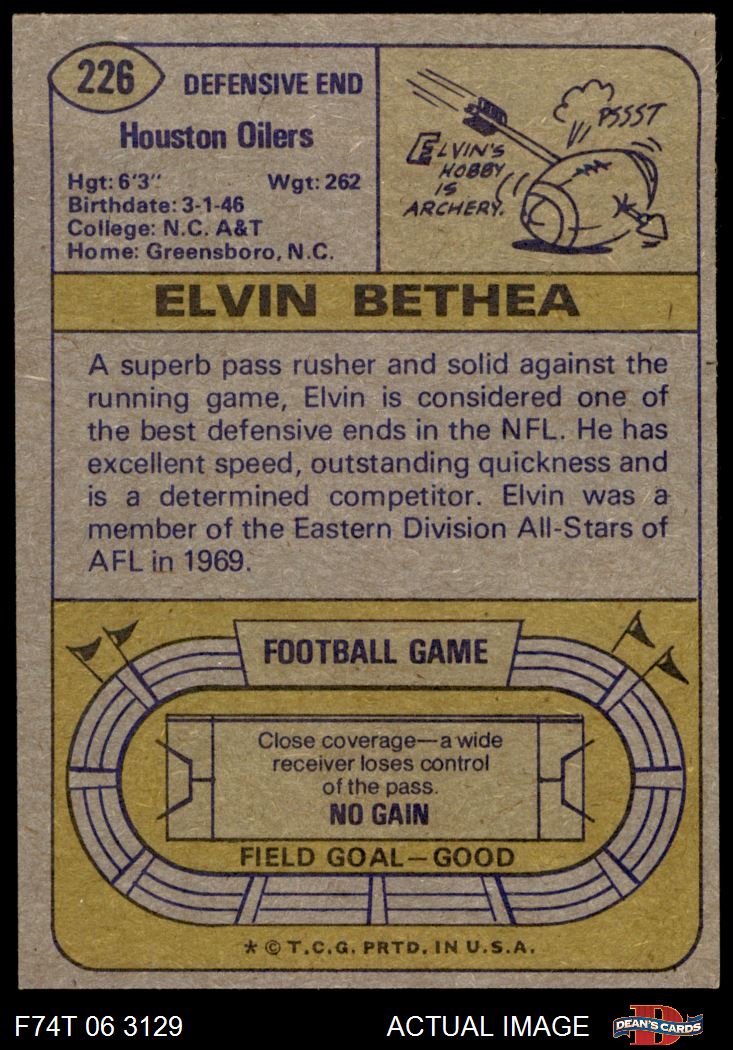 226
DEFENSIVE END
Houston Oilers
Hgt: 6'3" Wgt: 262
Birthdate: 3-1-46
College: N.C. A&T
Home: Greensboro, N.C.
PSSST
ELVIN'S
HOBBY
IS
ARCHERY.
ELVIN BETHEA
A superb pass rusher and solid against the
running game, Elvin is considered one of
the best defensive ends in the NFL. He has
excellent speed, outstanding quickness and
is a determined competitor. Elvin was a
member of the Eastern Division All-Stars of
AFL in 1969.
FOOTBALL GAME
Close coverage—a wide
receiver loses control
of the pass.
NO GAIN
FIELD GOAL—GOOD
* © T.C.G. PRTD. IN U.S.A.
F74T 06 3129 ACTUAL IMAGE
D
DEAN'S CARDS